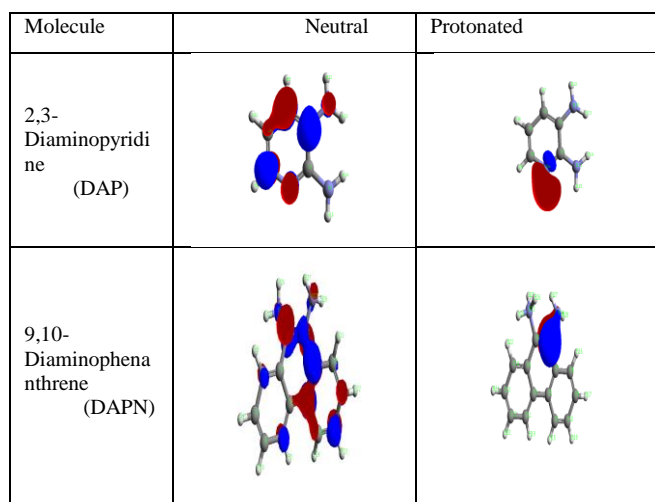 Molecule
Neutral
Protonated
2,3-
Diaminopyridi
ne
(DAP)
9,10-
Diaminophena
nthrene
(DAPN)